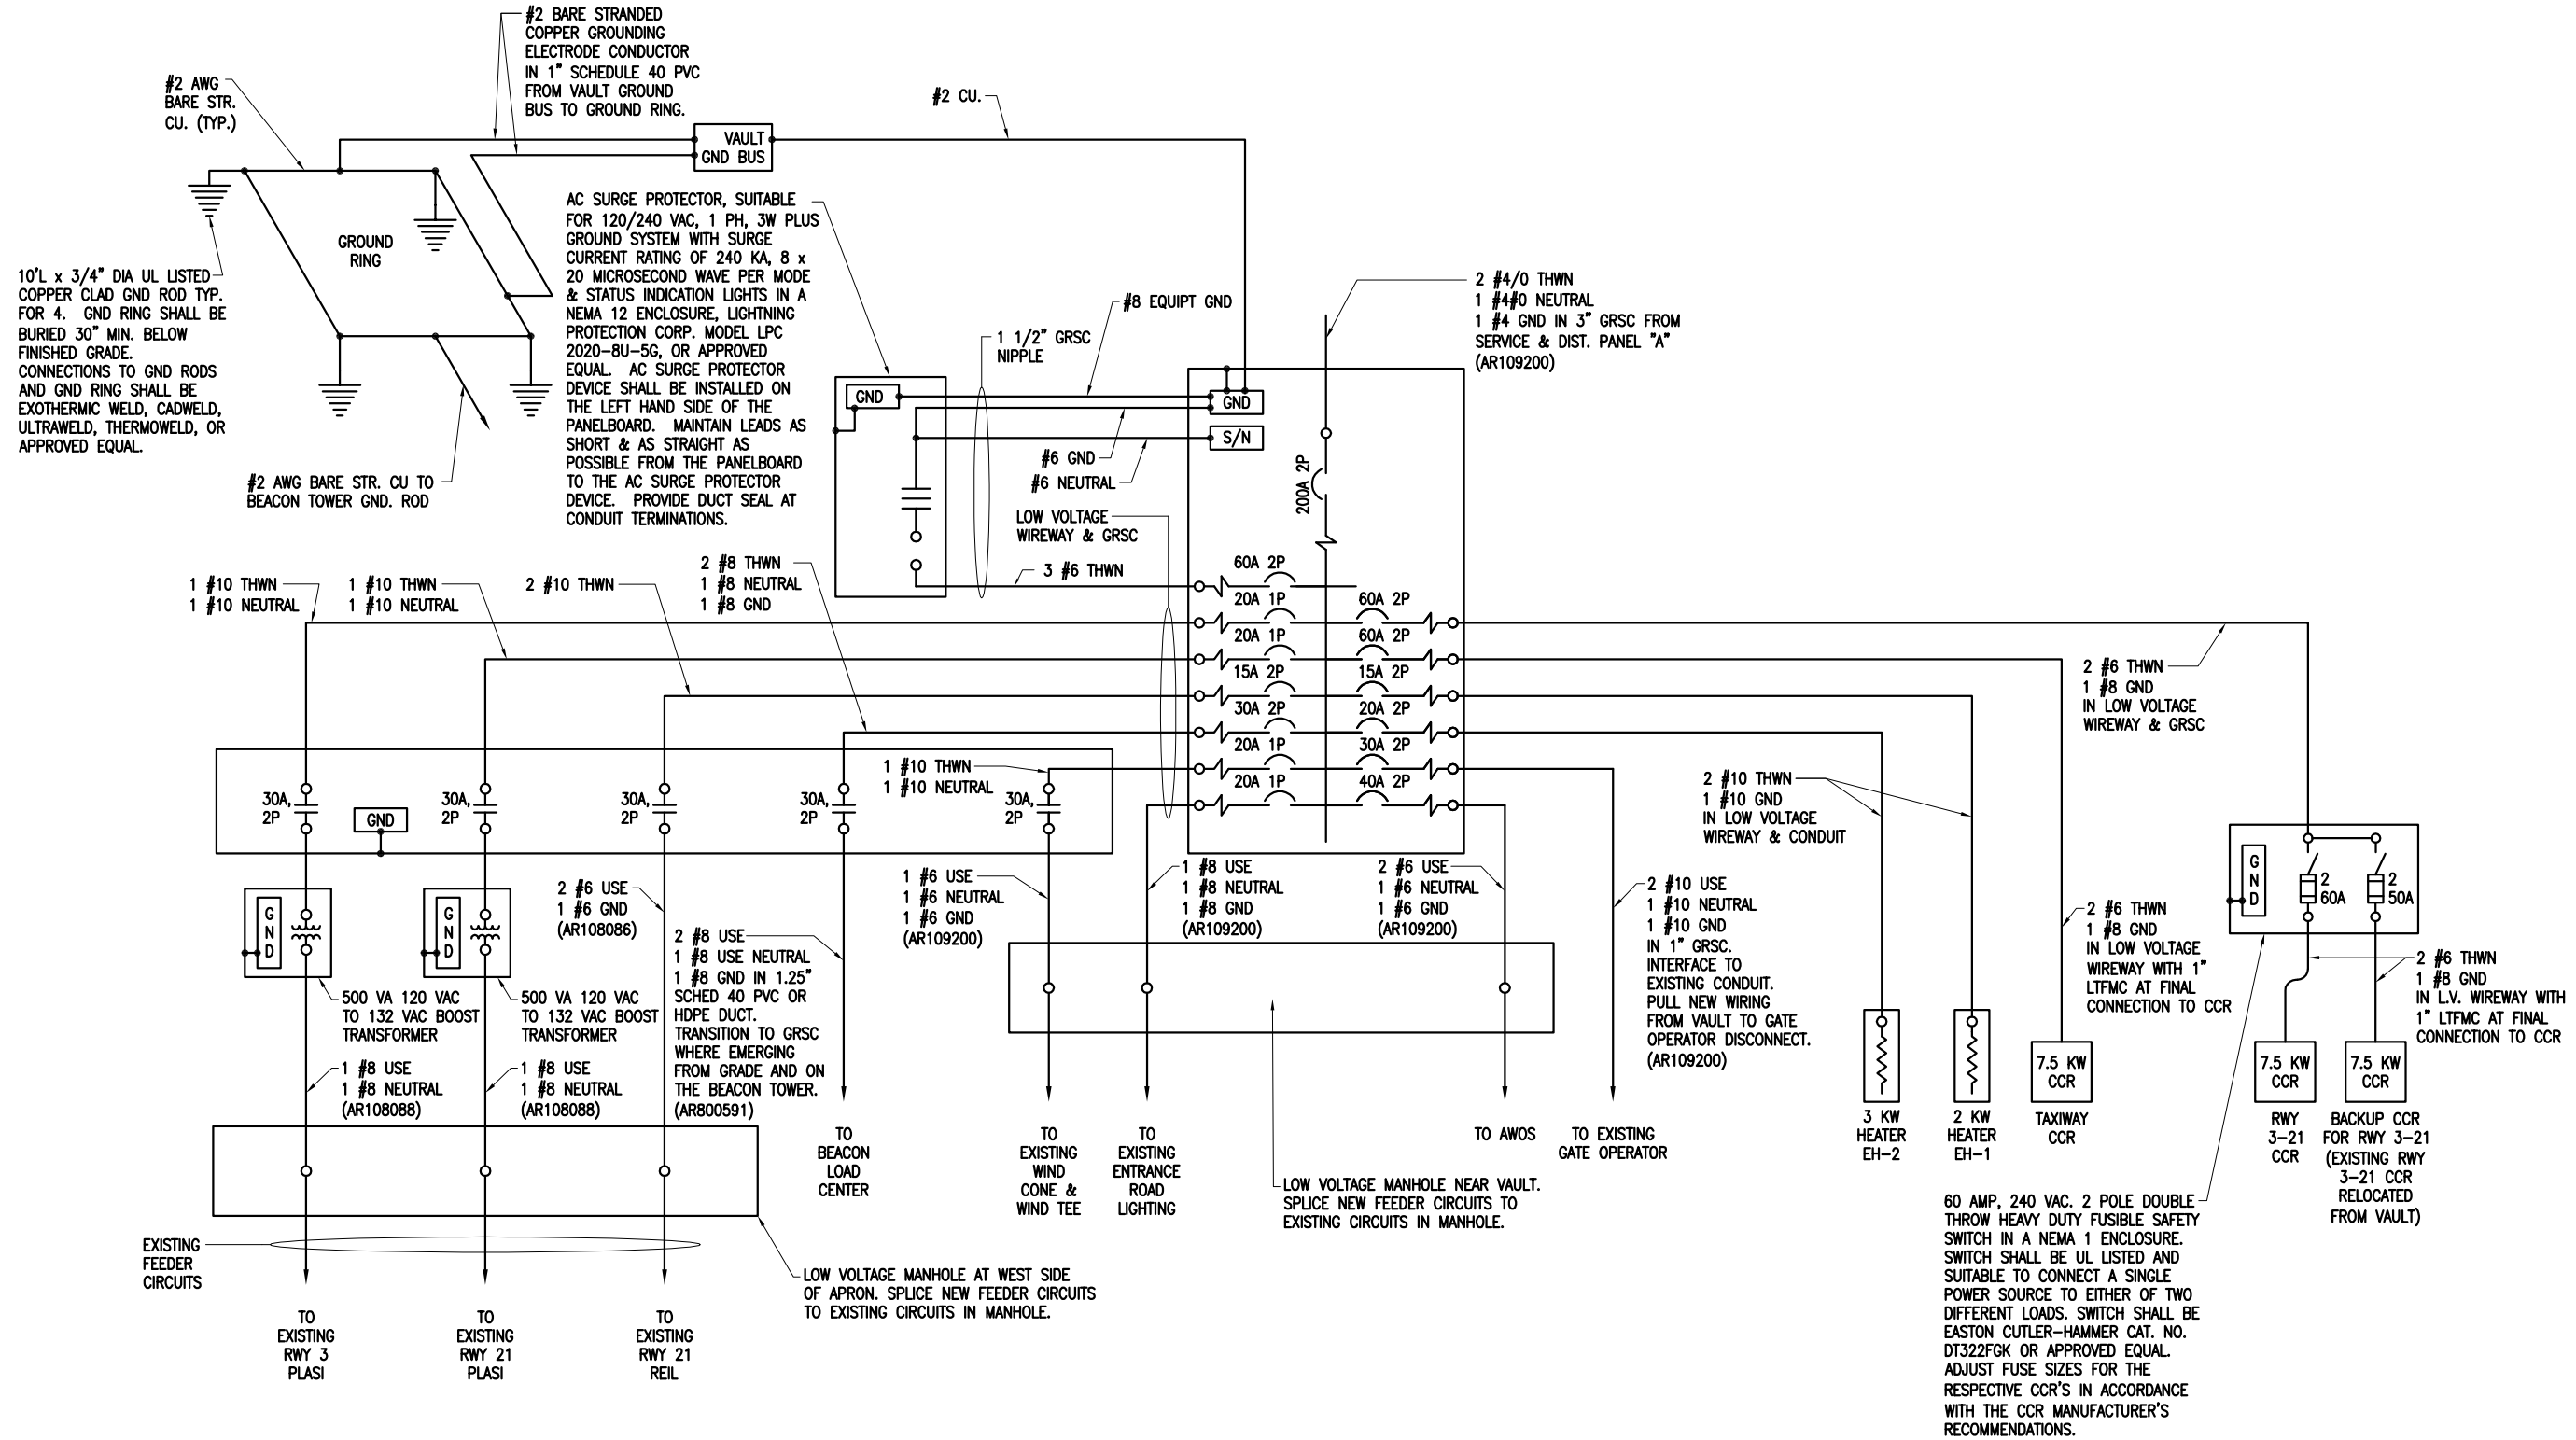 #2 BARE STRANDED
COPPER GROUNDING
ELECTRODE CONDUCTOR
IN 1" SCHEDULE 40 PVC
FROM VAULT GROUND
BUS TO GROUND RING.
#2 AWG
BARE STR.
CU. (TYP.)
#2 CU.
VAULT
GND BUS
GROUND
RING
10'L x 3/4" DIA UL LISTED
COPPER CLAD GND ROD TYP.
FOR 4. GND RING SHALL BE
BURIED 30" MIN. BELOW
FINISHED GRADE.
CONNECTIONS TO GND RODS
AND GND RING SHALL BE
EXOTHERMIC WELD, CADWELD,
ULTRAWELD, THERMOWELD, OR
APPROVED EQUAL.
#2 AWG BARE STR. CU TO
BEACON TOWER GND. ROD
AC SURGE PROTECTOR, SUITABLE
FOR 120/240 VAC, 1 PH, 3W PLUS
GROUND SYSTEM WITH SURGE
CURRENT RATING OF 240 KA, 8 x
20 MICROSECOND WAVE PER MODE
& STATUS INDICATION LIGHTS IN A
NEMA 12 ENCLOSURE, LIGHTNING
PROTECTION CORP. MODEL LPC
2020-8U-5G, OR APPROVED
EQUAL. AC SURGE PROTECTOR
DEVICE SHALL BE INSTALLED ON
THE LEFT HAND SIDE OF THE
PANELBOARD. MAINTAIN LEADS AS
SHORT & AS STRAIGHT AS
POSSIBLE FROM THE PANELBOARD
TO THE AC SURGE PROTECTOR
DEVICE. PROVIDE DUCT SEAL AT
CONDUIT TERMINATIONS.
#8 EQUIPT GND
1 1/2" GRSC
NIPPLE
2 #4/0 THWN
1 #4#0 NEUTRAL
1 #4 GND IN 3" GRSC FROM
SERVICE & DIST. PANEL "A"
(AR109200)
GND
GND
S/N
#6 GND
#6 NEUTRAL
200A 2P
LOW VOLTAGE
WIREWAY & GRSC
3 #6 THWN
1 #10 THWN
1 #10 NEUTRAL
1 #10 THWN
1 #10 NEUTRAL
2 #10 THWN
2 #8 THWN
1 #8 NEUTRAL
1 #8 GND
60A 2P
20A 1P
60A 2P
20A 1P
60A 2P
15A 2P
15A 2P
30A 2P
20A 2P
20A 1P
30A 2P
20A 1P
40A 2P
2 #6 THWN
1 #8 GND
IN LOW VOLTAGE
WIREWAY & GRSC
1 #10 THWN
1 #10 NEUTRAL
30A,
2P
GND
30A,
2P
30A,
2P
30A,
2P
30A,
2P
2 #10 THWN
1 #10 GND
IN LOW VOLTAGE
WIREWAY & CONDUIT
G
N
D
G
N
D
500 VA 120 VAC
TO 132 VAC BOOST
TRANSFORMER
500 VA 120 VAC
TO 132 VAC BOOST
TRANSFORMER
1 #8 USE
1 #8 NEUTRAL
(AR108088)
1 #8 USE
1 #8 NEUTRAL
(AR108088)
2 #6 USE
1 #6 GND
(AR108086)
2 #8 USE
1 #8 USE NEUTRAL
1 #8 GND IN 1.25"
SCHED 40 PVC OR
HDPE DUCT.
TRANSITION TO GRSC
WHERE EMERGING
FROM GRADE AND ON
THE BEACON TOWER.
(AR800591)
1 #6 USE
1 #6 NEUTRAL
1 #6 GND
(AR109200)
1 #8 USE
1 #8 NEUTRAL
1 #8 GND
(AR109200)
2 #6 USE
1 #6 NEUTRAL
1 #6 GND
(AR109200)
2 #10 USE
1 #10 NEUTRAL
1 #10 GND
IN 1" GRSC.
INTERFACE TO
EXISTING CONDUIT.
PULL NEW WIRING
FROM VAULT TO GATE
OPERATOR DISCONNECT.
(AR109200)
G
N
D
2
60A
2
50A
2 #6 THWN
1 #8 GND
IN LOW VOLTAGE
WIREWAY WITH 1"
LTFMC AT FINAL
CONNECTION TO CCR
2 #6 THWN
1 #8 GND
IN L.V. WIREWAY WITH
1" LTFMC AT FINAL
CONNECTION TO CCR
7.5 KW
CCR
7.5 KW
CCR
7.5 KW
CCR
TO
BEACON
LOAD
CENTER
TO
EXISTING
WIND
CONE &
WIND TEE
TO
EXISTING
ENTRANCE
ROAD
LIGHTING
TO AWOS
TO EXISTING
GATE OPERATOR
3 KW
HEATER
EH-2
2 KW
HEATER
EH-1
TAXIWAY
CCR
RWY
3-21
CCR
BACKUP CCR
FOR RWY 3-21
(EXISTING RWY
3-21 CCR
RELOCATED
FROM VAULT)
LOW VOLTAGE MANHOLE NEAR VAULT.
SPLICE NEW FEEDER CIRCUITS TO
EXISTING CIRCUITS IN MANHOLE.
60 AMP, 240 VAC. 2 POLE DOUBLE
THROW HEAVY DUTY FUSIBLE SAFETY
SWITCH IN A NEMA 1 ENCLOSURE.
SWITCH SHALL BE UL LISTED AND
SUITABLE TO CONNECT A SINGLE
POWER SOURCE TO EITHER OF TWO
DIFFERENT LOADS. SWITCH SHALL BE
EASTON CUTLER-HAMMER CAT. NO.
DT322FGK OR APPROVED EQUAL.
ADJUST FUSE SIZES FOR THE
RESPECTIVE CCR'S IN ACCORDANCE
WITH THE CCR MANUFACTURER'S
RECOMMENDATIONS.
EXISTING
FEEDER
CIRCUITS
LOW VOLTAGE MANHOLE AT WEST SIDE
OF APRON. SPLICE NEW FEEDER CIRCUITS
TO EXISTING CIRCUITS IN MANHOLE.
TO
EXISTING
RWY 3
PLASI
TO
EXISTING
RWY 21
PLASI
TO
EXISTING
RWY 21
REIL